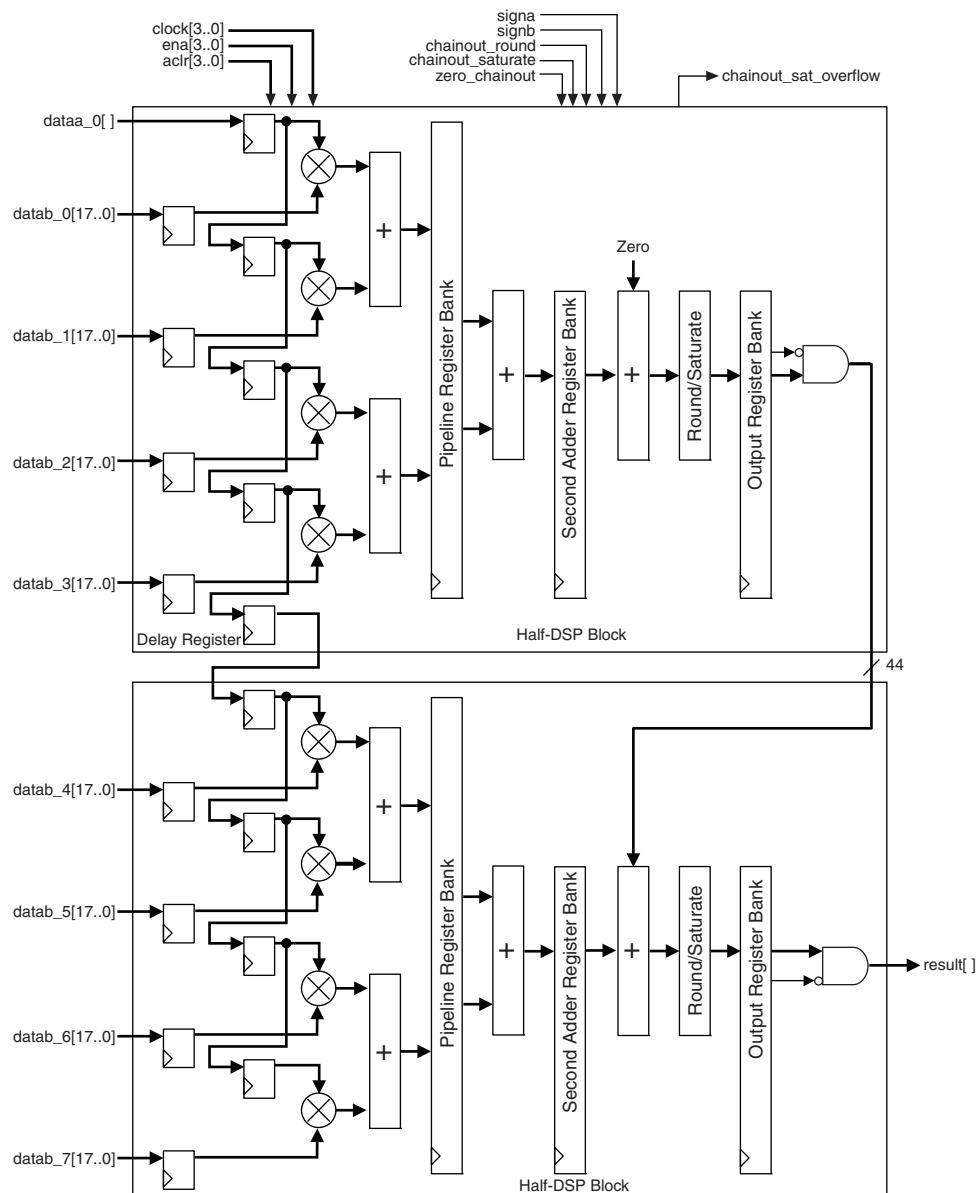 clock[3..0]
ena[3..0]
aclr[3..0]
signa
signb
chainout_round
chainout_saturate
zero_chainout
chainout_sat_overflow
dataa_0[ ]
datab_0[17..0]
datab_1[17..0]
datab_2[17..0]
datab_3[17..0]
+
+
Pipeline Register Bank
+
Second Adder Register Bank
Zero
+
Round/Saturate
Output Register Bank
Delay Register
Half-DSP Block
44
datab_4[17..0]
datab_5[17..0]
datab_6[17..0]
datab_7[17..0]
+
+
Pipeline Register Bank
+
Second Adder Register Bank
+
Round/Saturate
Output Register Bank
result[ ]
Half-DSP Block